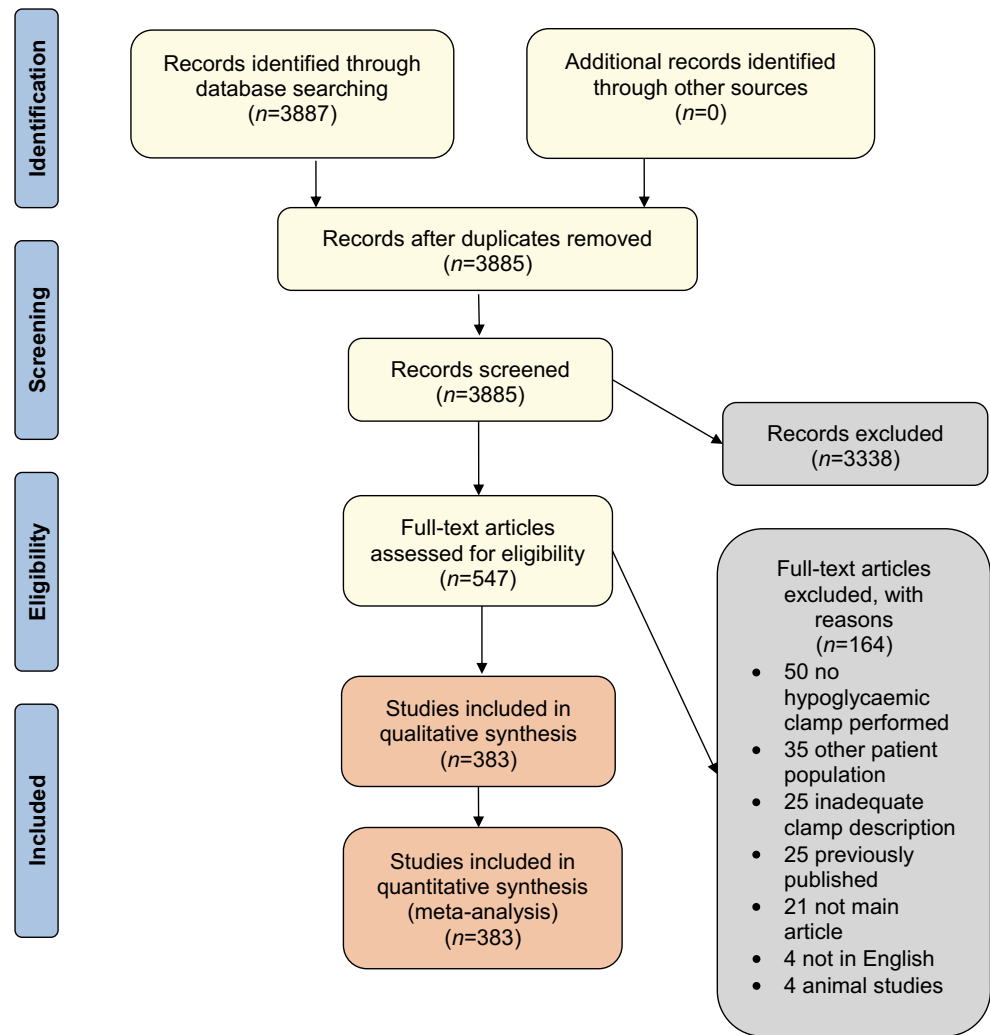 Identification
Records identified through
database searching
(n=3887)
Additional records identified
through other sources
(n=0)
Records after duplicates removed
(n=3885)
Screening
Records screened
(n=3885)
Records excluded
(n=3338)
Eligibility
Full-text articles
assessed for eligibility
(n=547)
Full-text articles
excluded, with
reasons
(n=164)
• 50 no
hypoglycaemic
clamp performed
• 35 other patient
population
• 25 inadequate
clamp description
• 25 previously
published
• 21 not main
article
• 4 not in English
• 4 animal studies
Included
Studies included in
qualitative synthesis
(n=383)
Studies included in
quantitative synthesis
(meta-analysis)
(n=383)